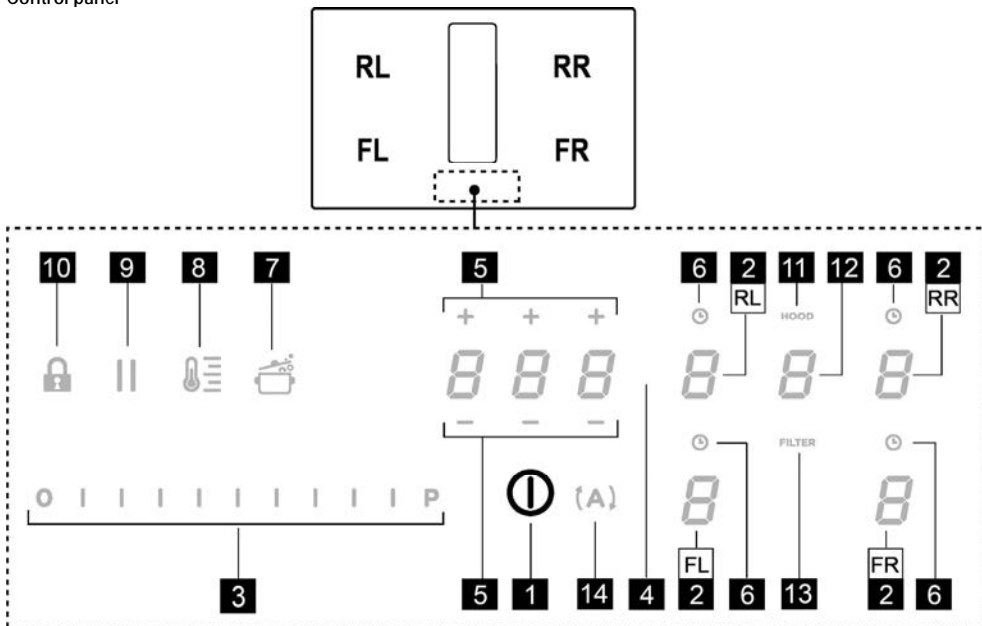 Control panel
RL RR
FL FR
10 9 8 7 5 6 2 11 12 6 2
RL RR
+ + + HOOD
8 8 8 8 8 8
- - - FILTER
O I I I I I I I I I P (A) 8 8
FL FR
3 5 1 14 4 2 6 13 2 6